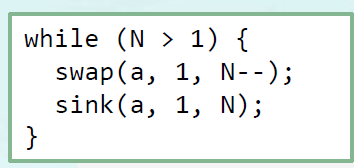 while (N > 1) {
  swap(a, 1, N--);
  sink(a, 1, N);
}